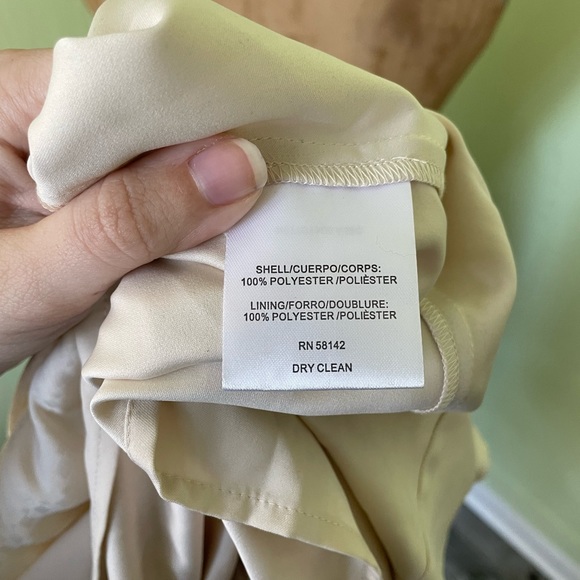 SHELL/CUERPO/CORPS:
100% POLYESTER /POLIÈSTER
LINING/FORRO/DOUBLURE:
100% POLYESTER /POLIÈSTER
RN 58142
DRY CLEAN